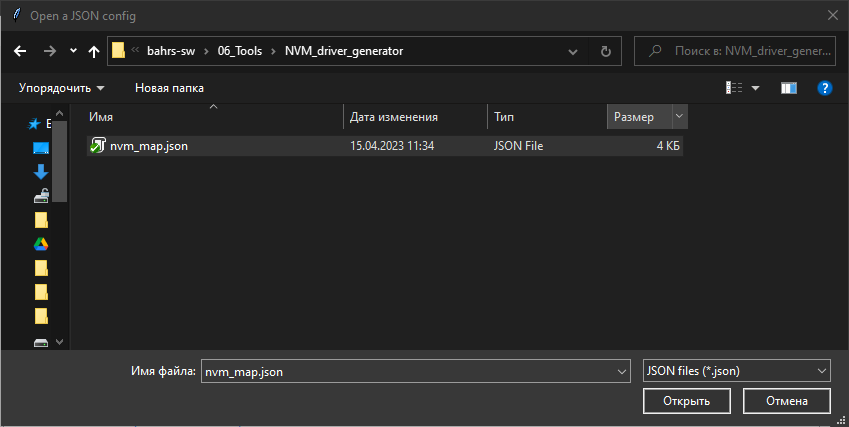 Open a JSON config
bahrs-sw 06_Tools NVM_driver_generator
Поиск в: NVM_driver_gener...
Упорядочить Новая папка
Имя Дата изменения Тип Размер
nvm_map.json 15.04.2023 11:34 JSON File 4 КБ
Имя файла: nvm_map.json JSON files (*.json)
Открыть Отмена